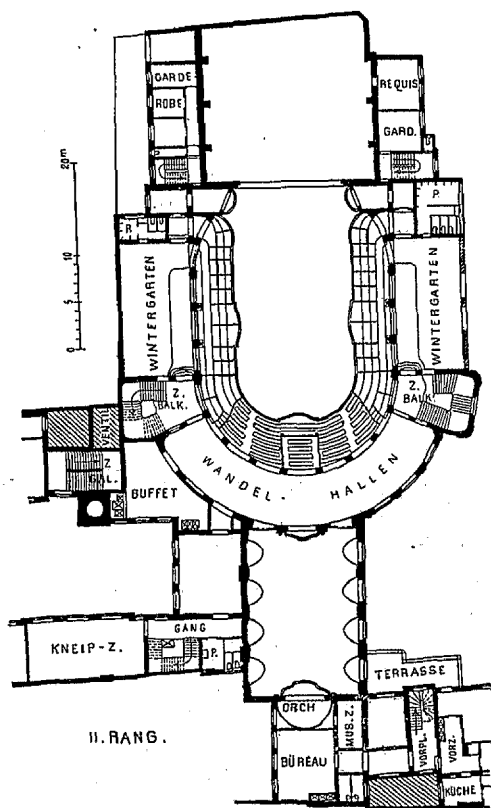 GARDE
ROBE
REQUIS
GARD.
20m
10
5
0
P.
P.
WINTERGARTEN
WINTERGARTEN
Z.
BALK.
Z.
BALK.
VENTIL
Z.
GAL.
BUFFET
WANDEL-HALLEN
GANG
KNEIP-Z.
P.
TERRASSE
ORCH
MUS. Z.
VORPL.
VORZ.
II. RANG.
BÜREAU
KÜCHE